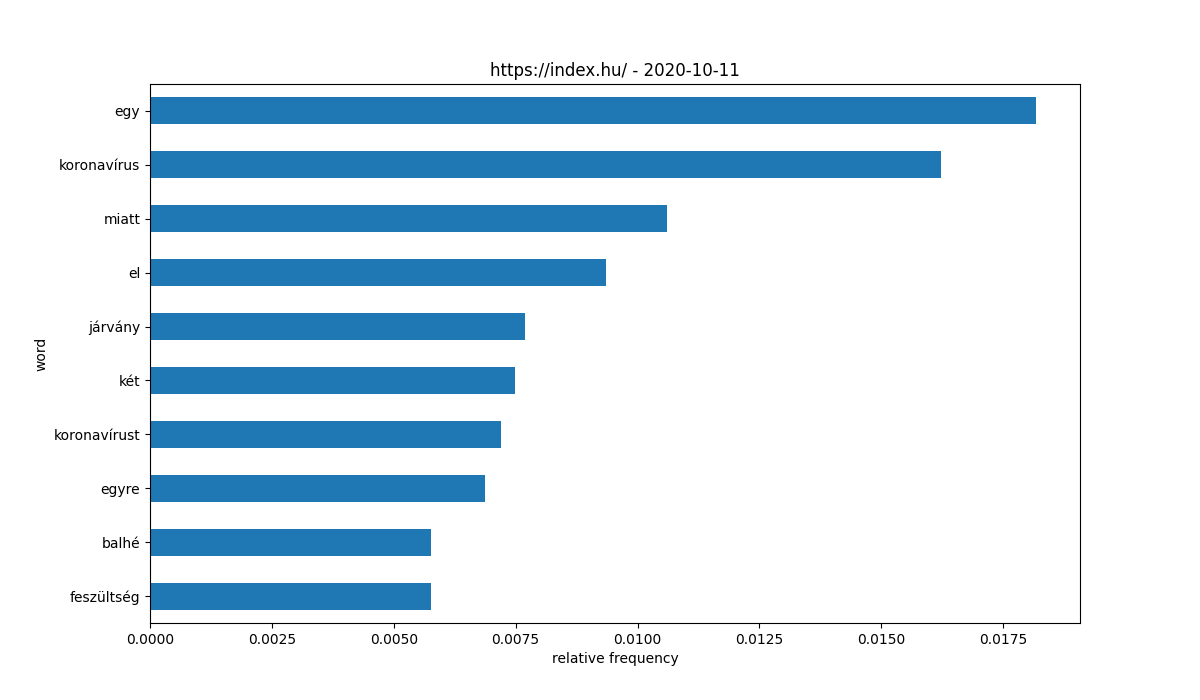 https://index.hu/ - 2020-10-11
egy
koronavírus
miatt
el
járvány
két
koronavírust
egyre
balhé
feszültség
word
0.0000 0.0025 0.0050 0.0075 0.0100 0.0125 0.0150 0.0175
relative frequency